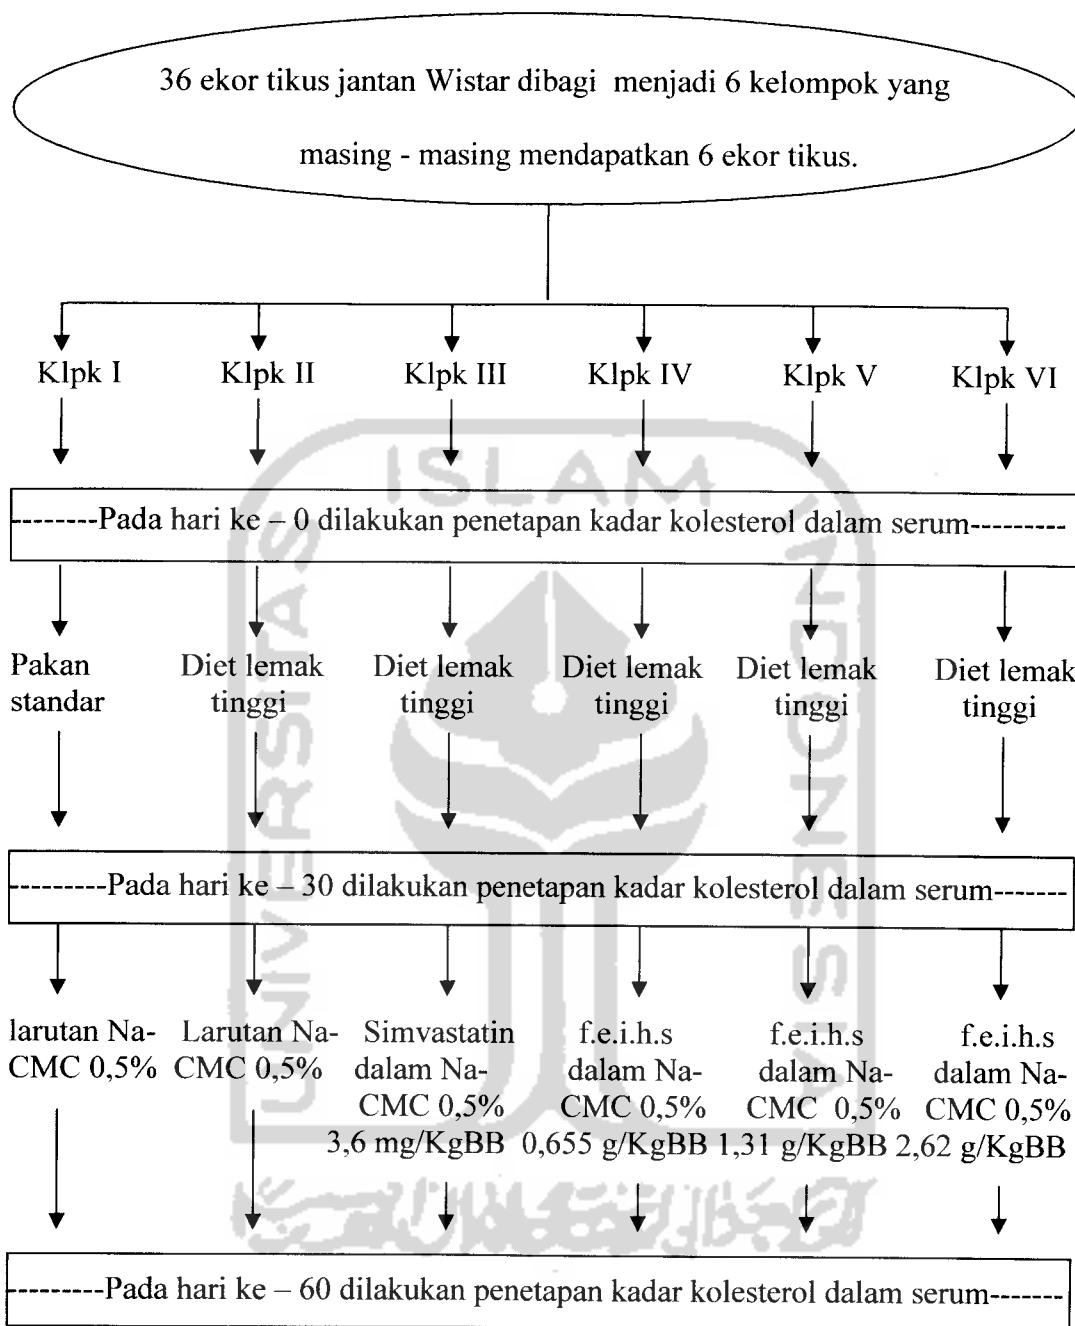 36 ekor tikus jantan Wistar dibagi menjadi 6 kelompok yang
masing - masing mendapatkan 6 ekor tikus.
Klpk I
Klpk II
Klpk III
Klpk IV
Klpk V
Klpk VI
--------Pada hari ke – 0 dilakukan penetapan kadar kolesterol dalam serum---------
Pakan
standar
Diet lemak
tinggi
Diet lemak
tinggi
Diet lemak
tinggi
Diet lemak
tinggi
Diet lemak
tinggi
--------Pada hari ke – 30 dilakukan penetapan kadar kolesterol dalam serum-------
larutan Na-
CMC 0,5%
Larutan Na-
CMC 0,5%
Simvastatin
dalam Na-
CMC 0,5%
3,6 mg/KgBB
f.e.i.h.s
dalam Na-
CMC 0,5%
0,655 g/KgBB
f.e.i.h.s
dalam Na-
CMC 0,5%
1,31 g/KgBB
f.e.i.h.s
dalam Na-
CMC 0,5%
2,62 g/KgBB
--------Pada hari ke – 60 dilakukan penetapan kadar kolesterol dalam serum-------
UNIVERSITAS
ISLAM
INDONESIA